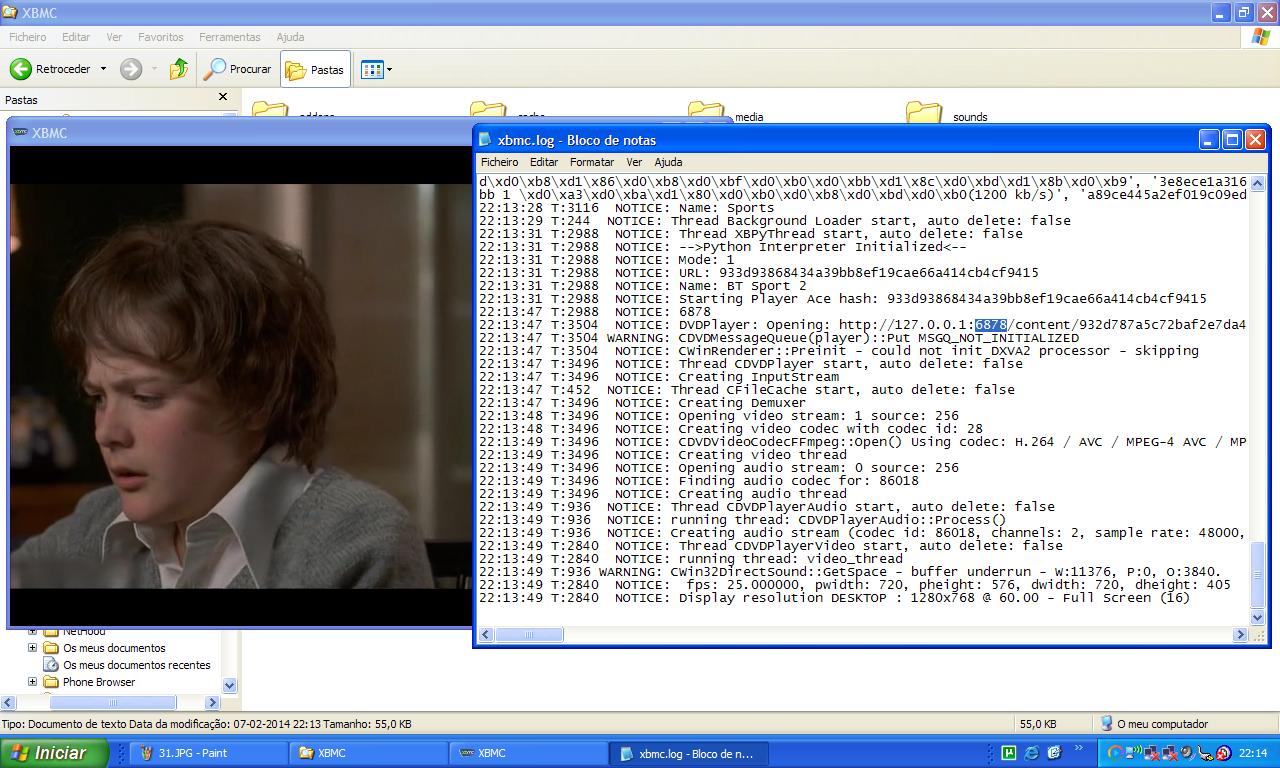 XBMC
Ficheiro Editar Ver Favoritos Ferramentas Ajuda
Retroceder Procurar Pastas
Pastas
media sounds
XBMC
xbmc.log - Bloco de notas
Ficheiro Editar Formatar Ver Ajuda
d\xd0\xb8\xd1\x86\xd0\xb8\xd0\xbf\xd0\xb0\xd0\xbb\xd1\x8c\xd0\xbd\xd1\x8b\xd0\xb9', '3e8ece1a316
bb 1 \xd0\xa3\xd0\xba\xd1\x80\xd0\xb0\xd0\xb8\xd0\xbd\xd0\xb0(1200 kb/s)', 'a89ce445a2ef019c09ed
22:13:28 T:3116 NOTICE: Name: Sports
22:13:29 T:244 NOTICE: Thread Background Loader start, auto delete: false
22:13:31 T:2988 NOTICE: Thread XBPyThread start, auto delete: false
22:13:31 T:2988 NOTICE: -->Python Interpreter Initialized<--
22:13:31 T:2988 NOTICE: Mode: 1
22:13:31 T:2988 NOTICE: URL: 933d93868434a39bb8ef19cae66a414cb4cf9415
22:13:31 T:2988 NOTICE: Name: BT Sport 2
22:13:31 T:2988 NOTICE: Starting Player Ace hash: 933d93868434a39bb8ef19cae66a414cb4cf9415
22:13:47 T:2988 NOTICE: 6878
22:13:47 T:3504 NOTICE: DVDPlayer: Opening: http://127.0.0.1:6878/content/932d787a5c72baf2e7da4
22:13:47 T:3504 WARNING: CDVDMessageQueue(player)::Put MSGQ_NOT_INITIALIZED
22:13:47 T:3504 NOTICE: CWinRenderer::Preinit - could not init DXVA2 processor - skipping
22:13:47 T:3496 NOTICE: Thread CDVDPlayer start, auto delete: false
22:13:47 T:3496 NOTICE: Creating InputStream
22:13:47 T:452 NOTICE: Thread CFileCache start, auto delete: false
22:13:47 T:3496 NOTICE: Creating Demuxer
22:13:48 T:3496 NOTICE: Opening video stream: 1 source: 256
22:13:48 T:3496 NOTICE: Creating video codec with codec id: 28
22:13:48 T:3496 NOTICE: CDVDVideoCodecFFmpeg::Open() Using codec: H.264 / AVC / MPEG-4 AVC / MP
22:13:49 T:3496 NOTICE: Creating video thread
22:13:49 T:3496 NOTICE: Opening audio stream: 0 source: 256
22:13:49 T:3496 NOTICE: Finding audio codec for: 86018
22:13:49 T:3496 NOTICE: Creating audio thread
22:13:49 T:936 NOTICE: Thread CDVDPlayerAudio start, auto delete: false
22:13:49 T:936 NOTICE: running thread: CDVDPlayerAudio::Process()
22:13:49 T:936 NOTICE: Creating audio stream (codec id: 86018, channels: 2, sample rate: 48000,
22:13:49 T:2840 NOTICE: Thread CDVDPlayerVideo start, auto delete: false
22:13:49 T:2840 NOTICE: running thread: video_thread
22:13:49 T:936 WARNING: CWin32DirectSound::GetSpace - buffer underrun - W:11376, P:0, O:3840.
22:13:49 T:2840 NOTICE: fps: 25.000000, pwidth: 720, pheight: 576, dwidth: 720, dheight: 405
22:13:49 T:2840 NOTICE: Display resolution DESKTOP : 1280x768 @ 60.00 - Full Screen (16)
NetHood
Os meus documentos
Os meus documentos recentes
Phone Browser
Tipo: Documento de texto Data da modificação: 07-02-2014 22:13 Tamanho: 55,0 KB 55,0 KB O meu computador
Iniciar 31.JPG - Paint XBMC XBMC xbmc.log - Bloco de n... 22:14